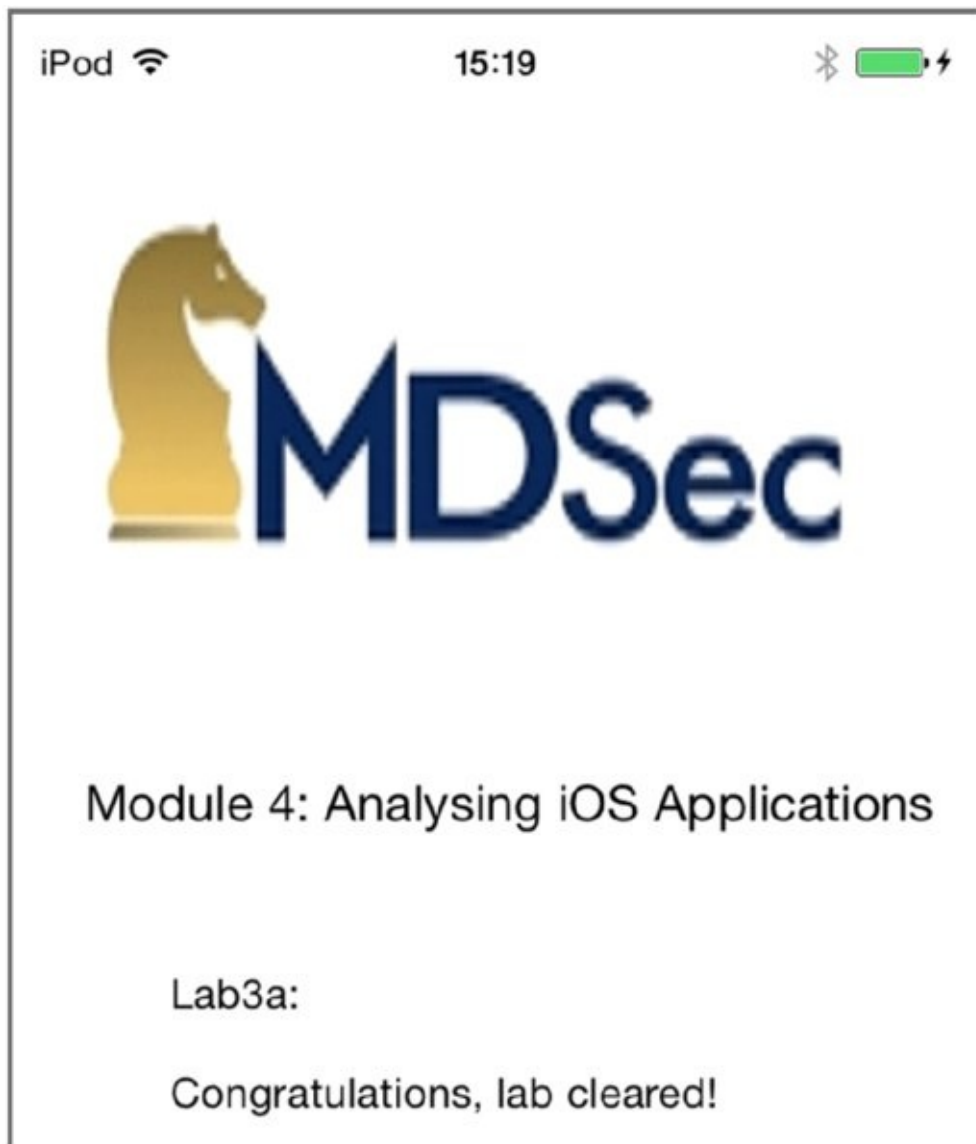 iPod 15:19
MDSec
Module 4: Analysing iOS Applications
Lab3a:
Congratulations, lab cleared!